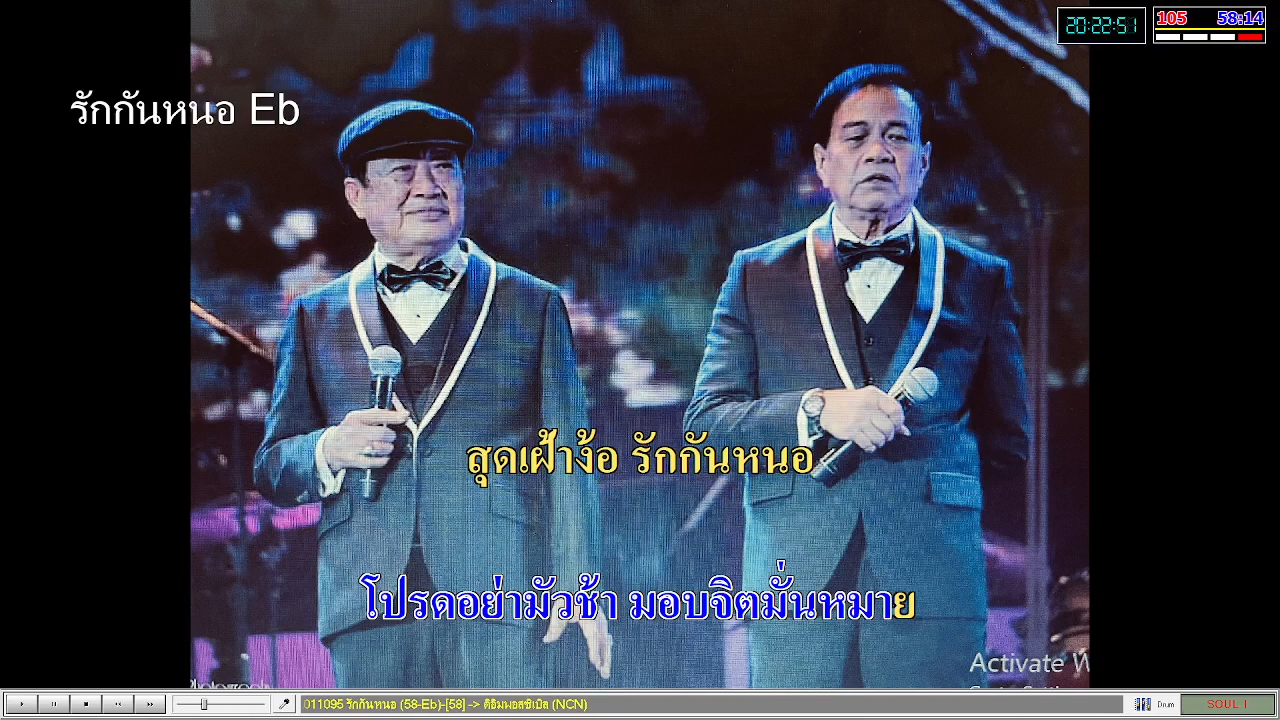 20:22:51
105 58:14
รักกันหนอ Eb
สุดเฝ้าง้อ รักกันหนอ
โปรดอย่ามัวช้า มอบจิตมั่นหมาย
Activate W
011095 รักกันหนอ (58-Eb)-[58] -> ดิอิมพอสซิเบิล (NCN)
Drum
SOUL I